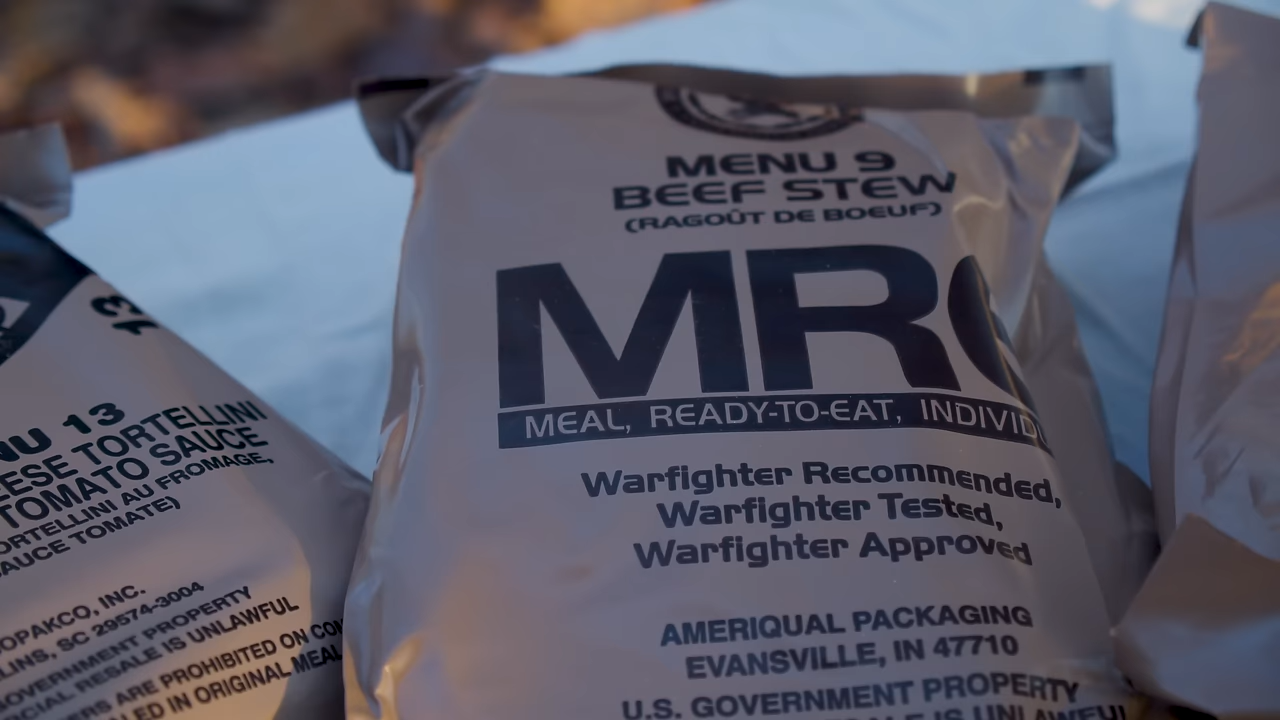 13
NU 13
ESE TORTELLINI
TOMATO SAUCE
ORTELLINI AU FROMAGE,
SAUCE TOMATE)
OPAKCO, INC.
LINS, SC 29574-3004
GOVERNMENT PROPERTY
CIAL RESALE IS UNLAWFUL
ERS ARE PROHIBITED ON COM
LED IN ORIGINAL MEAL
MENU 9
BEEF STEW
(RAGOÛT DE BOEUF)
MR
MEAL, READY-TO-EAT, INDIVIDU
Warfighter Recommended,
Warfighter Tested,
Warfighter Approved
AMERIQUAL PACKAGING
EVANSVILLE, IN 47710
U.S. GOVERNMENT PROPERTY